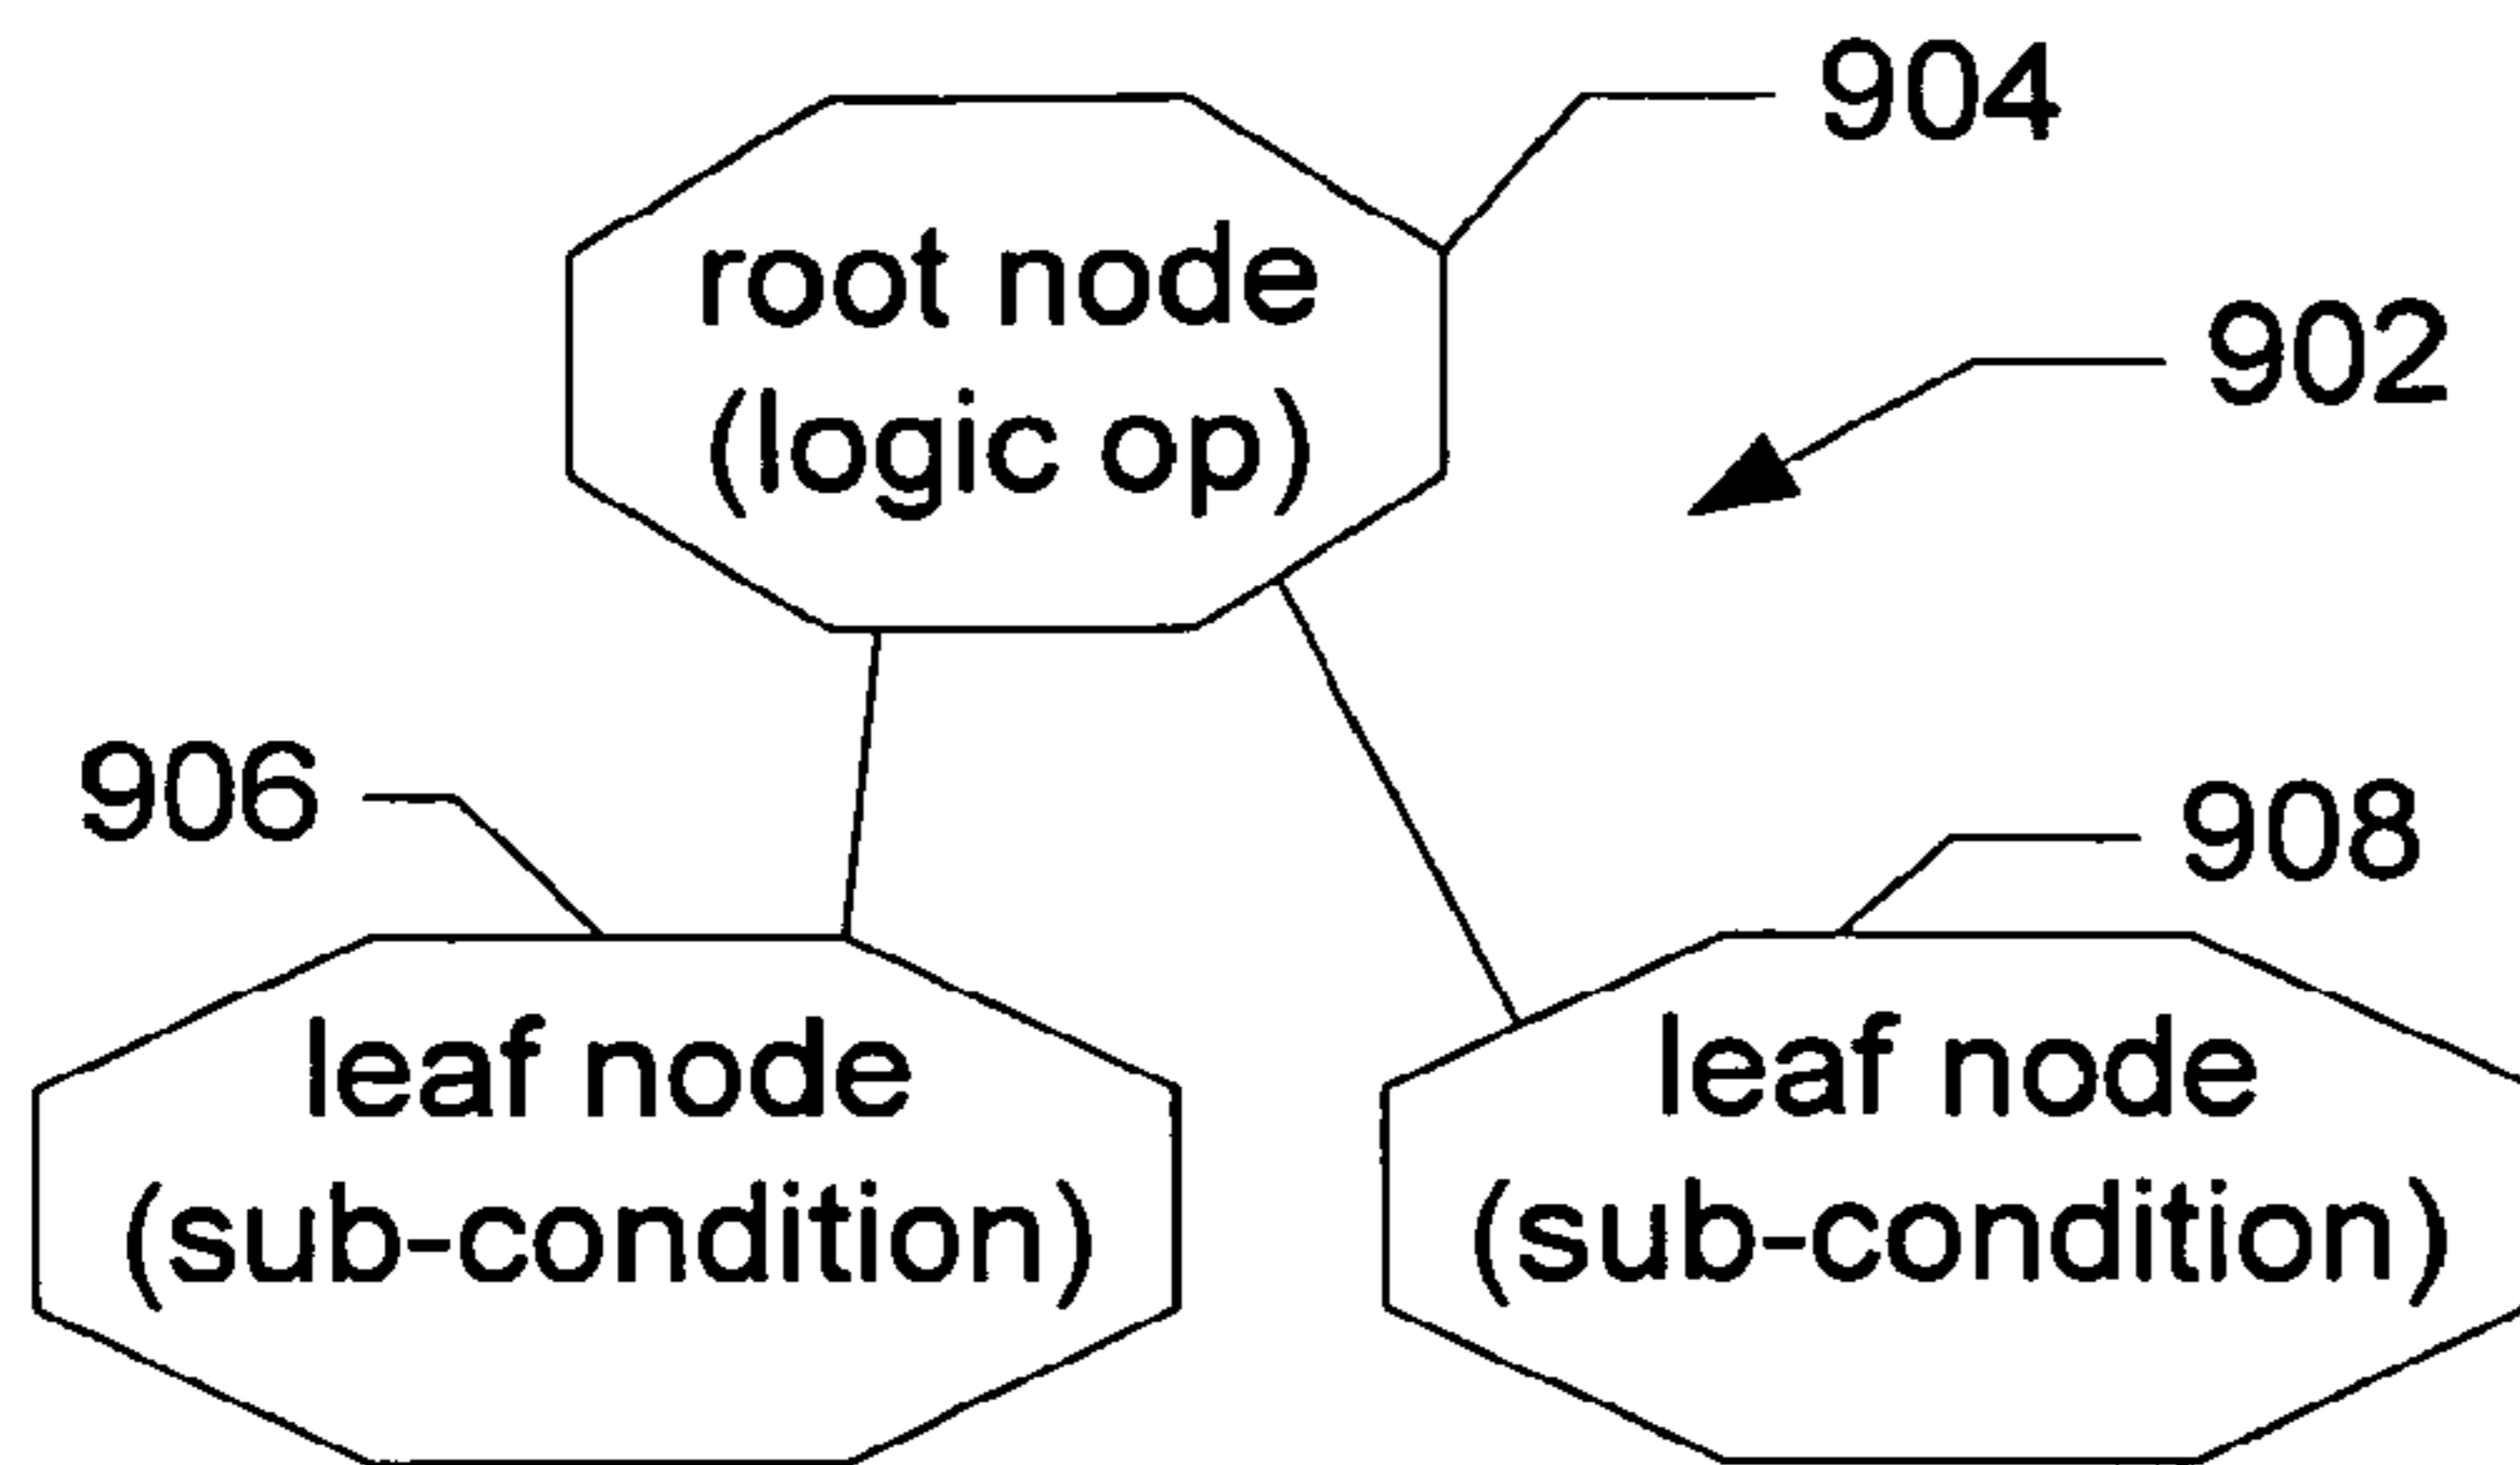 904
root node
(logic op)
902
906
908
leaf node
(sub-condition)
leaf node
(sub-condition)